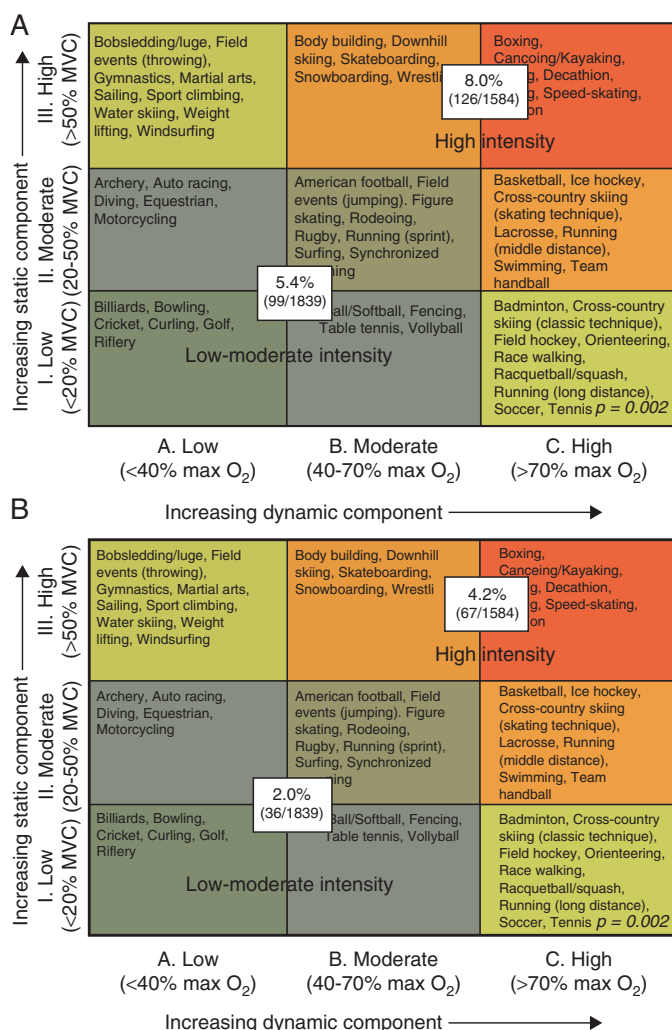 A
Increasing static component
III. High
(>50% MVC)
II. Moderate
(20-50% MVC)
I. Low
(<20% MVC)
Bobsledding/luge, Field
events (throwing),
Gymnastics, Martial arts,
Sailing, Sport climbing,
Water skiing, Weight
lifting, Windsurfing
Body building, Downhill
skiing, Skateboarding,
Snowboarding, Wrestli
8.0%
(126/1584)
Boxing,
Cancoing/Kayaking,
Decathion,
Speed-skating,
High intensity
Archery, Auto racing,
Diving, Equestrian,
Motorcycling
American football, Field
events (jumping). Figure
skating, Rodeoing,
Rugby, Running (sprint),
Surfing, Synchronized
Basketball, Ice hockey,
Cross-country skiing
(skating technique),
Lacrosse, Running
(middle distance),
Swimming, Team
handball
5.4%
(99/1839)
Billiards, Bowling,
Cricket, Curling, Golf,
Riflery
all/Softball, Fencing,
Table tennis, Vollyball
Low-moderate intensity
Badminton, Cross-country
skiing (classic technique),
Field hockey, Orienteering,
Race walking,
Racquetball/squash,
Running (long distance),
Soccer, Tennis p = 0.002
A. Low
(<40% max O2)
B. Moderate
(40-70% max O2)
C. High
(>70% max O2)
Increasing dynamic component
B
Increasing static component
III. High
(>50% MVC)
II. Moderate
(20-50% MVC)
I. Low
(<20% MVC)
Bobsledding/luge, Field
events (throwing),
Gymnastics, Martial arts,
Sailing, Sport climbing,
Water skiing, Weight
lifting, Windsurfing
Body building, Downhill
skiing, Skateboarding,
Snowboarding, Wrestli
4.2%
(67/1584)
Boxing,
Canceing/Kayaking,
Decathion,
Speed-skating,
High intensity
Archery, Auto racing,
Diving, Equestrian,
Motorcycling
American football, Field
events (jumping). Figure
skating, Rodeoing,
Rugby, Running (sprint),
Surfing, Synchronized
Basketball, Ice hockey,
Cross-country skiing
(skating technique),
Lacrosse, Running
(middle distance),
Swimming, Team
handball
2.0%
(36/1839)
Billiards, Bowling,
Cricket, Curling, Golf,
Riflery
Ball/Softball, Fencing,
Table tennis, Vollyball
Low-moderate intensity
Badminton, Cross-country
skiing (classic technique),
Field hockey, Orienteering,
Race walking,
Racquetball/squash,
Running (long distance),
Soccer, Tennis p = 0.002
A. Low
(<40% max O2)
B. Moderate
(40-70% max O2)
C. High
(>70% max O2)
Increasing dynamic component